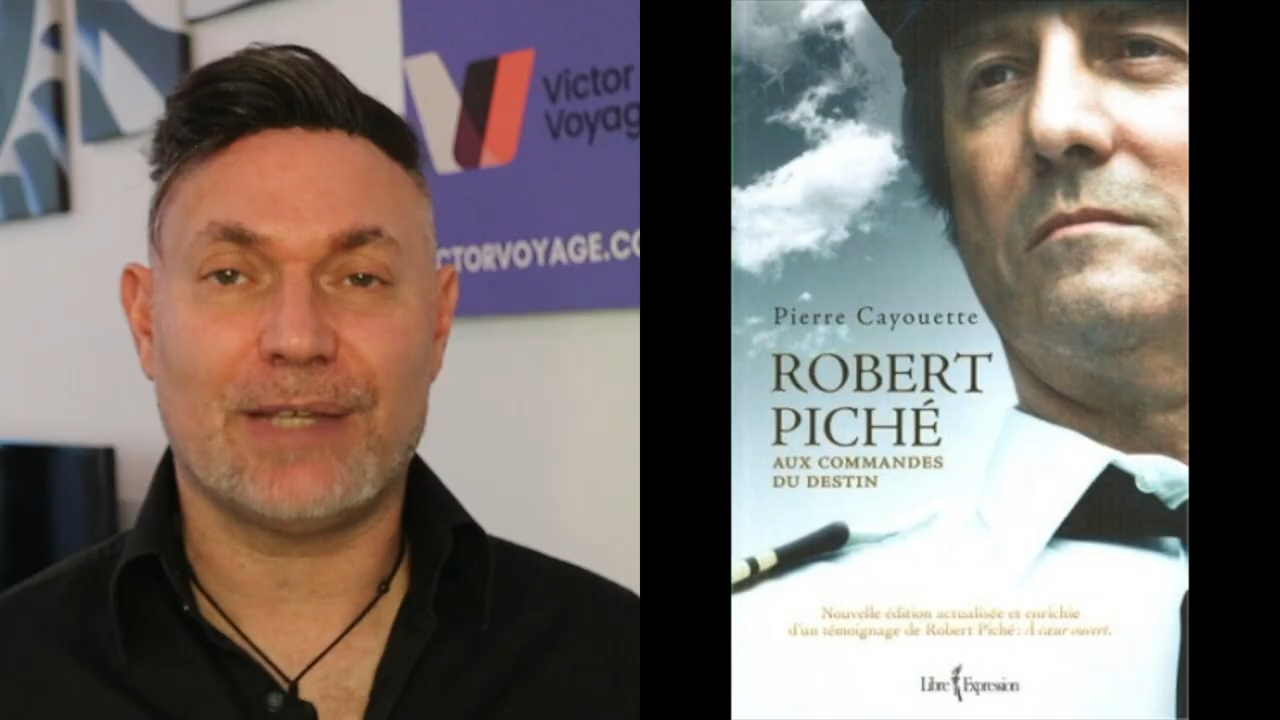 Victor
Voyag
CTORVOYAGE.CO
Pierre Cayouette
ROBERT
PICHÉ
AUX COMMANDES
DU DESTIN
Nouvelle édition actualisée et enrichie
d'un témoignage de Robert Piché : À cœur ouvert.
Libre Expression